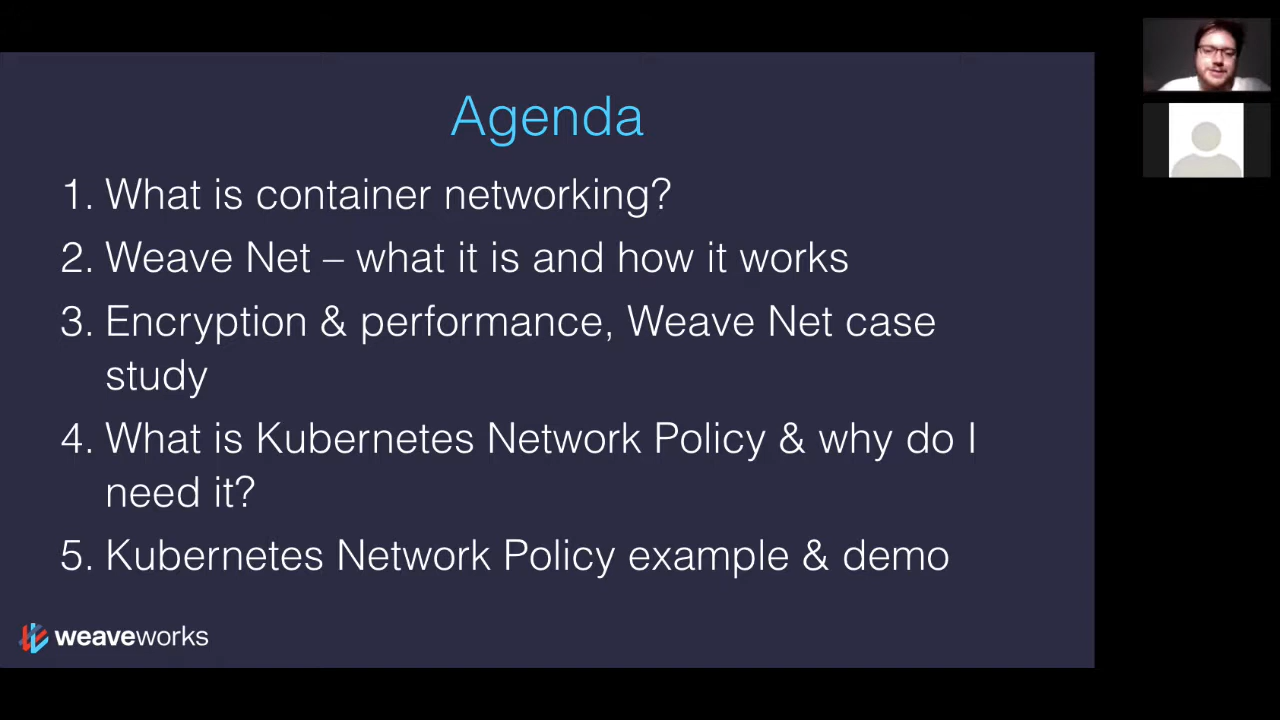 Agenda
1. What is container networking?
2. Weave Net – what it is and how it works
3. Encryption & performance, Weave Net case
study
4. What is Kubernetes Network Policy & why do I
need it?
5. Kubernetes Network Policy example & demo
weaveworks